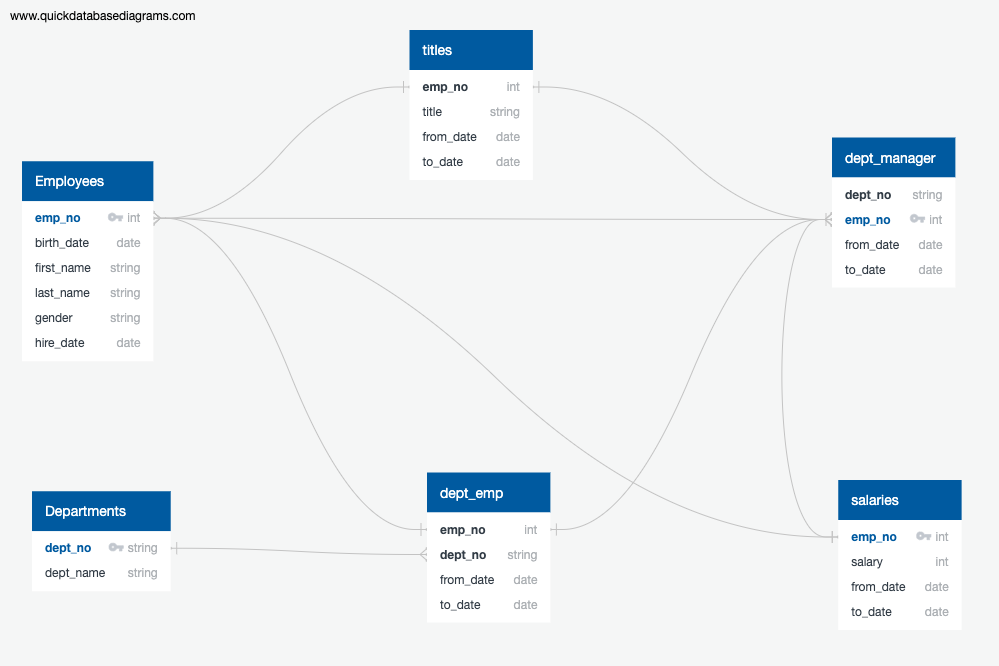 www.quickdatabasediagrams.com
titles
emp_no int
title string
from_date date
to_date date
dept_manager
dept_no string
emp_no int
from_date date
to_date date
Employees
emp_no int
birth_date date
first_name string
last_name string
gender string
hire_date date
dept_emp
emp_no int
dept_no string
from_date date
to_date date
salaries
emp_no int
salary int
from_date date
to_date date
Departments
dept_no string
dept_name string